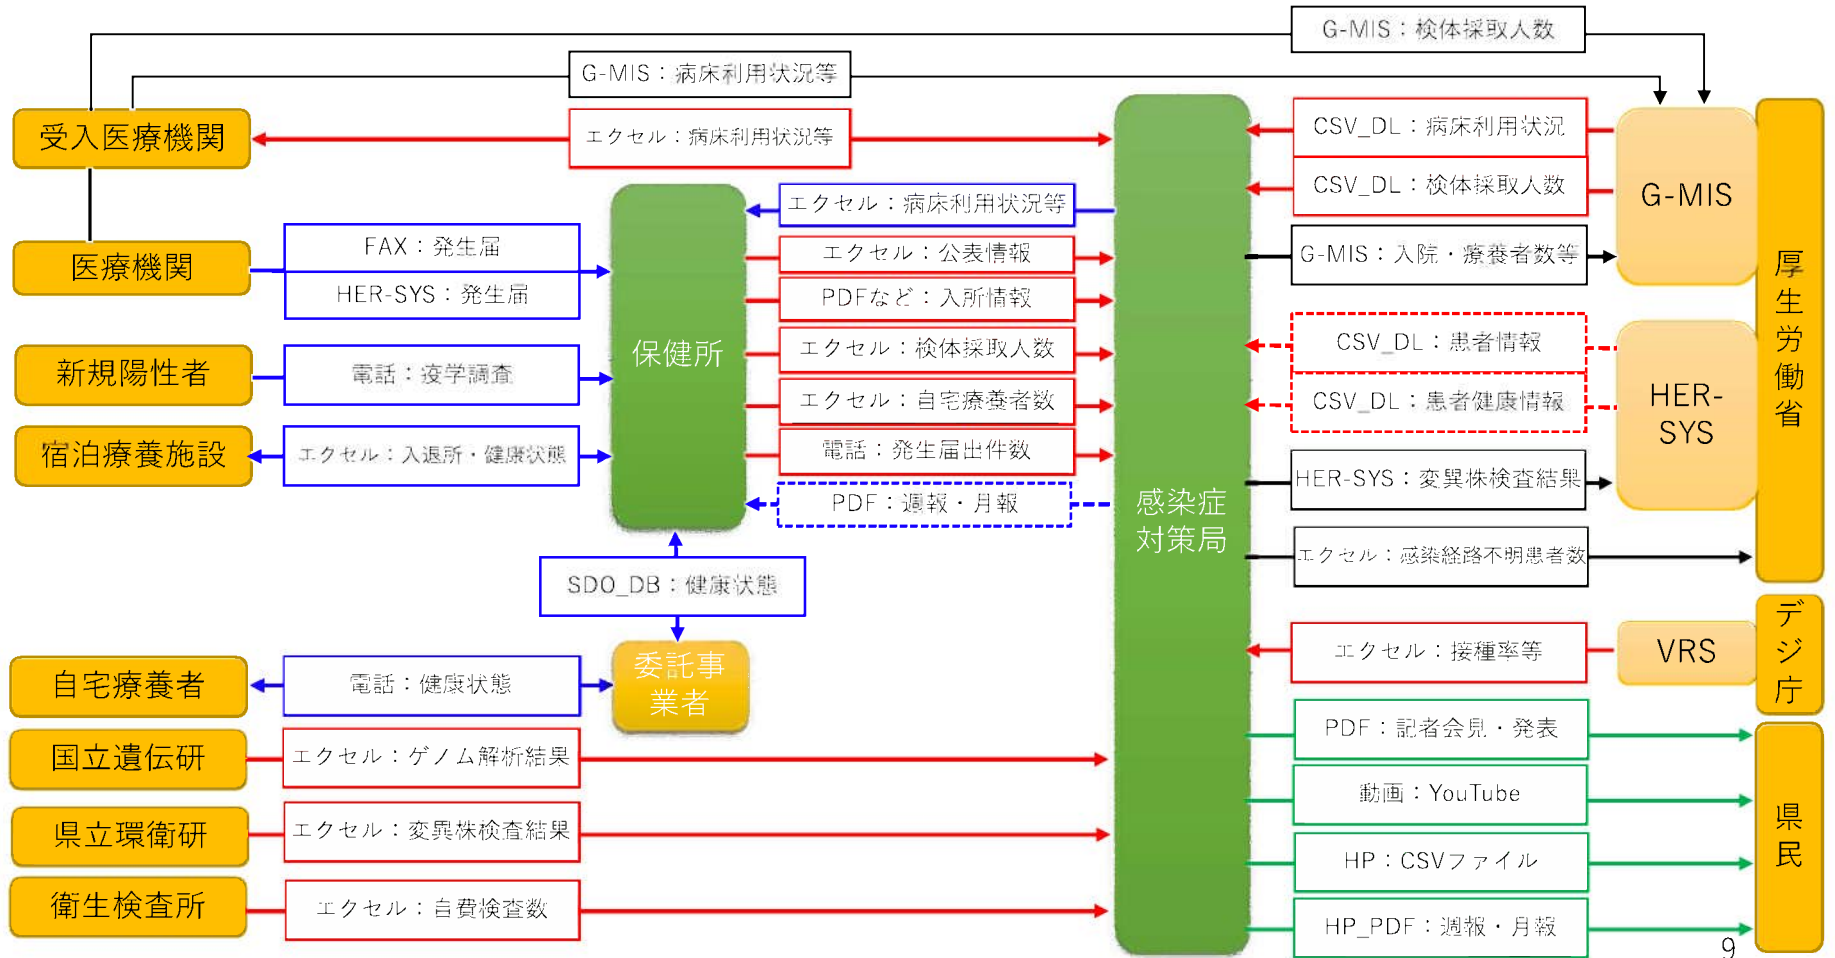 G-MIS：検体採取人数
G-MIS：病床利用状況等
受入医療機関
エクセル：病床利用状況等
CSV_DL：病床利用状況
CSV_DL：検体採取人数
G-MIS
エクセル：病床利用状況等
医療機関
FAX：発生届
HER-SYS：発生届
エクセル：公表情報
G-MIS：入院・療養者数等
PDFなど：入所情報
厚生労働省
新規陽性者
電話：疫学調査
保健所
エクセル：検体採取人数
CSV_DL：患者情報
エクセル：自宅療養者数
CSV_DL：患者健康情報
HER-
SYS
宿泊療養施設
エクセル：入退所・健康状態
電話：発生届出件数
HER-SYS：変異株検査結果
PDF：週報・月報
感染症
対策局
エクセル：感染経路不明患者数
SDO_DB：健康状態
デジ庁
エクセル：接種率等
VRS
自宅療養者
電話：健康状態
委託事
業者
国立遺伝研
エクセル：ゲノム解析結果
PDF：記者会見・発表
動画：YouTube
県民
県立環衛研
エクセル：変異株検査結果
HP：CSVファイル
衛生検査所
エクセル：自費検査数
HP_PDF：週報・月報
9